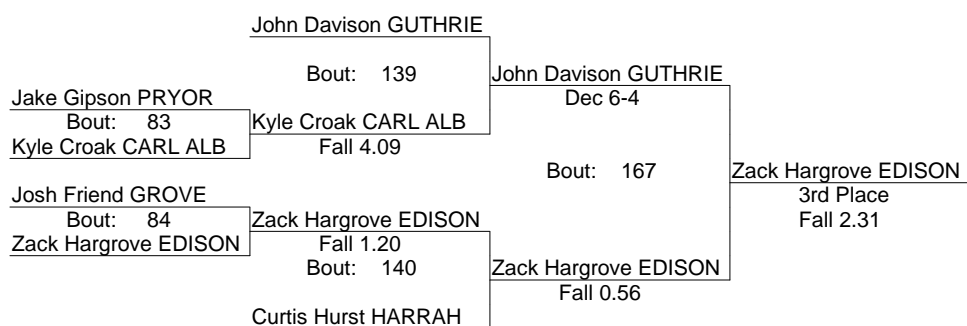 John Davison GUTHRIE
Bout: 139
John Davison GUTHRIE
Dec 6-4
Jake Gipson PRYOR
Bout: 83
Kyle Croak CARL ALB
Kyle Croak CARL ALB
Fall 4.09
Bout: 167
Zack Hargrove EDISON
3rd Place
Fall 2.31
Josh Friend GROVE
Bout: 84
Zack Hargrove EDISON
Zack Hargrove EDISON
Fall 1.20
Bout: 140
Zack Hargrove EDISON
Fall 0.56
Curtis Hurst HARRAH